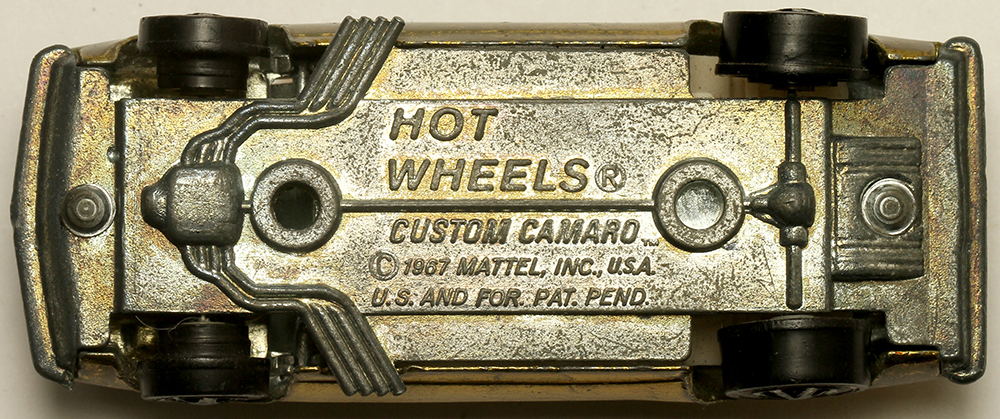 HOT
WHEELS®
CUSTOM CAMARO™
© 1967 MATTEL, INC., U.S.A.
U.S. AND FOR. PAT. PEND.